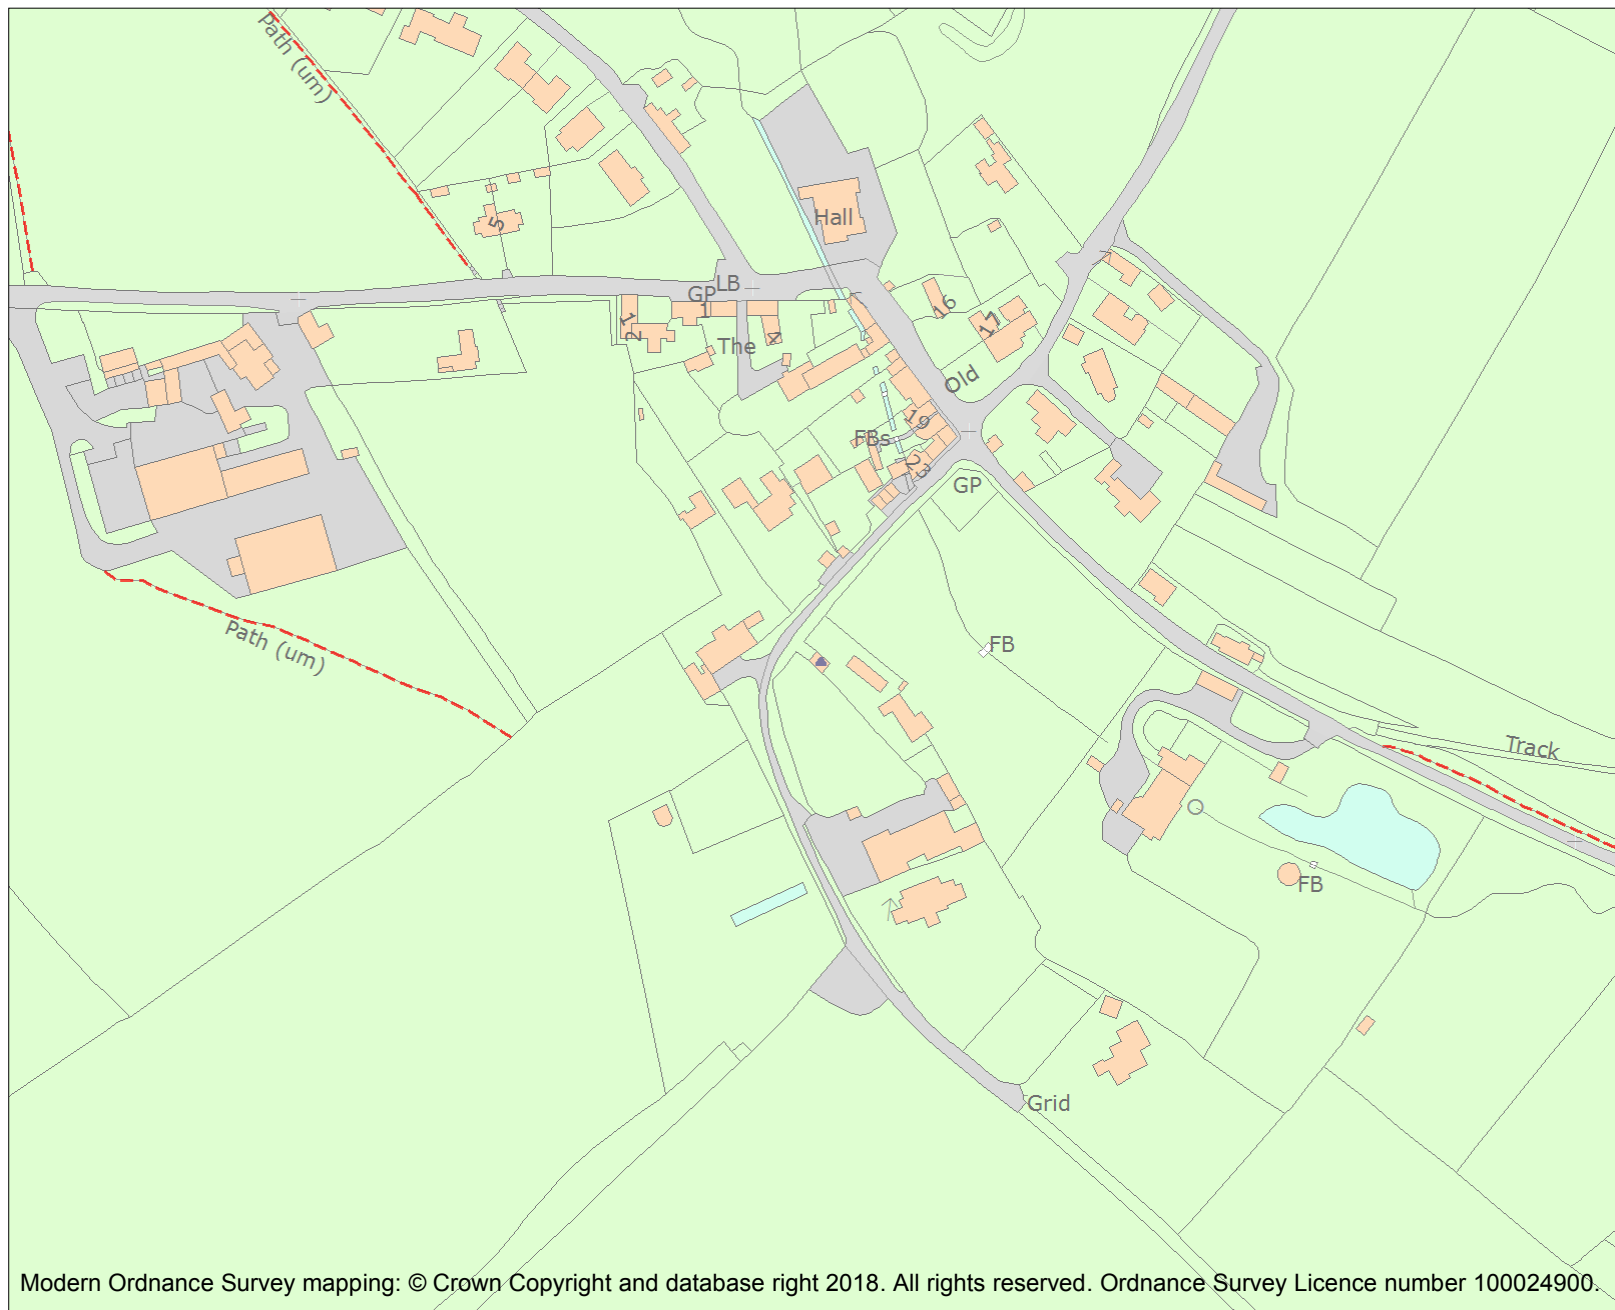 Path (um)
Hall
5
LB
GP
1
12
4
The
16
17
Old
19
FBs
23
GP
Path (um)
FB
Track
FB
Grid
Modern Ordnance Survey mapping: © Crown Copyright and database right 2018. All rights reserved. Ordnance Survey Licence number 100024900.